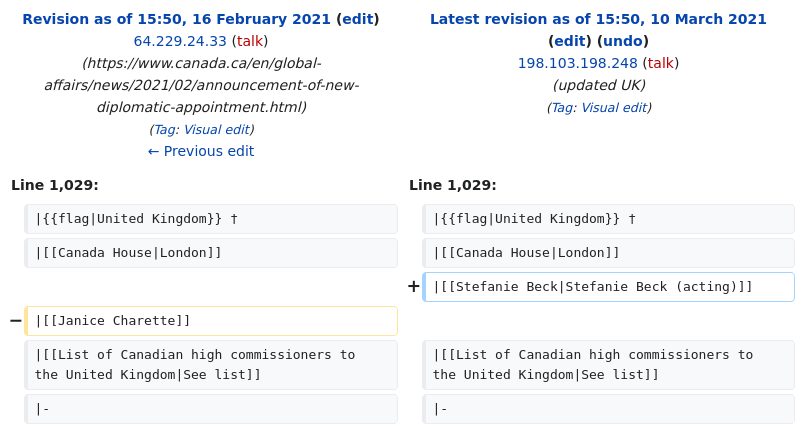 Revision as of 15:50, 16 February 2021 (edit)
64.229.24.33 (talk)
(https://www.canada.ca/en/global-
affairs/news/2021/02/announcement-of-new-
diplomatic-appointment.html)
(Tag: Visual edit)
← Previous edit
Latest revision as of 15:50, 10 March 2021
(edit) (undo)
198.103.198.248 (talk)
(updated UK)
(Tag: Visual edit)
Line 1,029:
Line 1,029:
|{{flag|United Kingdom}} †
|{{flag|United Kingdom}} †
|[[Canada House|London]]
|[[Canada House|London]]
+ |[[Stefanie Beck|Stefanie Beck (acting)]]
− |[[Janice Charette]]
|[[List of Canadian high commissioners to
the United Kingdom|See list]]
|[[List of Canadian high commissioners to
the United Kingdom|See list]]
|-
|-